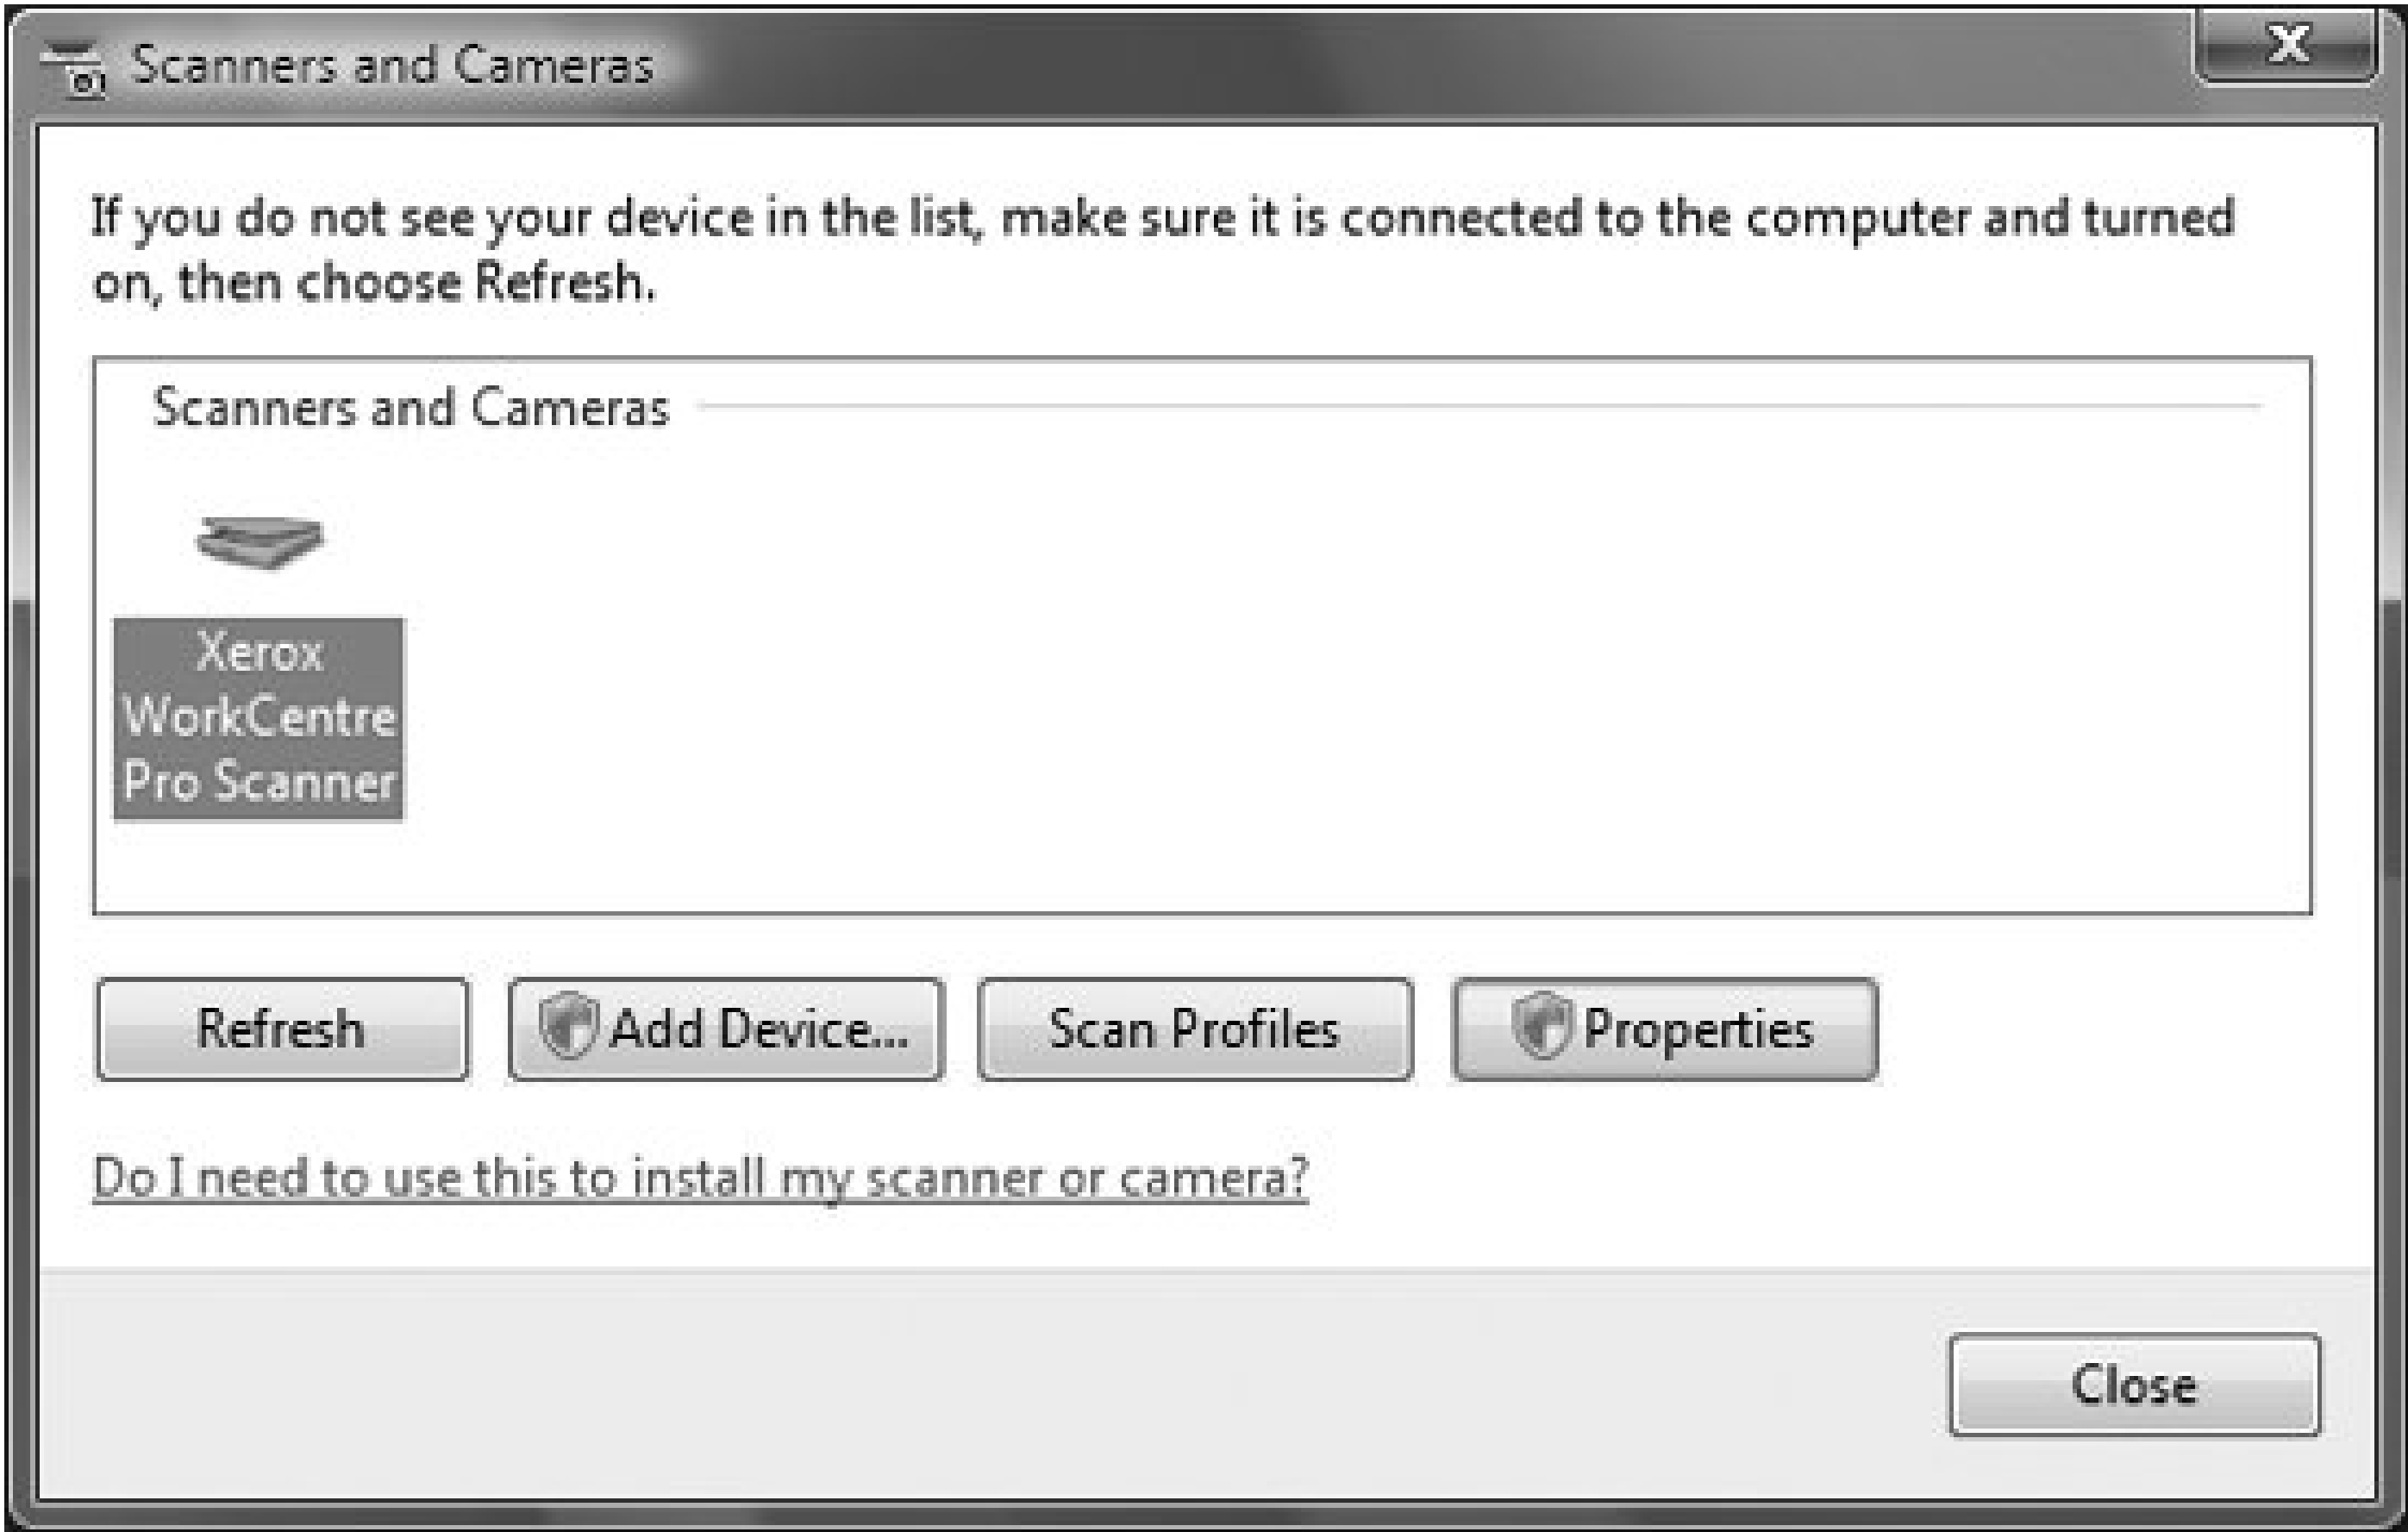 Scanners and Cameras
If you do not see your device in the list, make sure it is connected to the computer and turned
on, then choose Refresh.
Scanners and Cameras
Xerox
WorkCentre
Pro Scanner
Refresh
Add Device...
Scan Profiles
Properties
Do I need to use this to install my scanner or camera?
Close